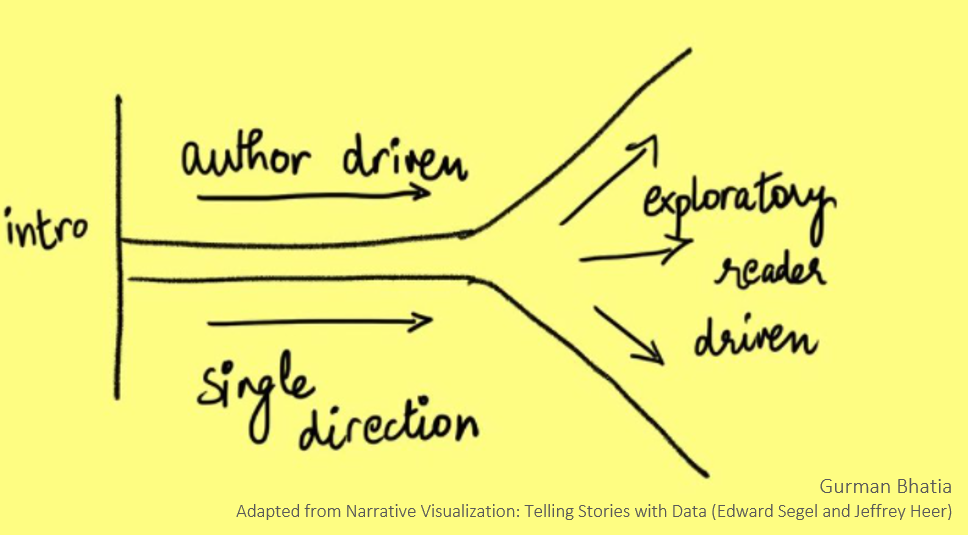 intro
author driven
single
direction
exploratory
reader
driven
Gurman Bhatia
Adapted from Narrative Visualization: Telling Stories with Data (Edward Segel and Jeffrey Heer)